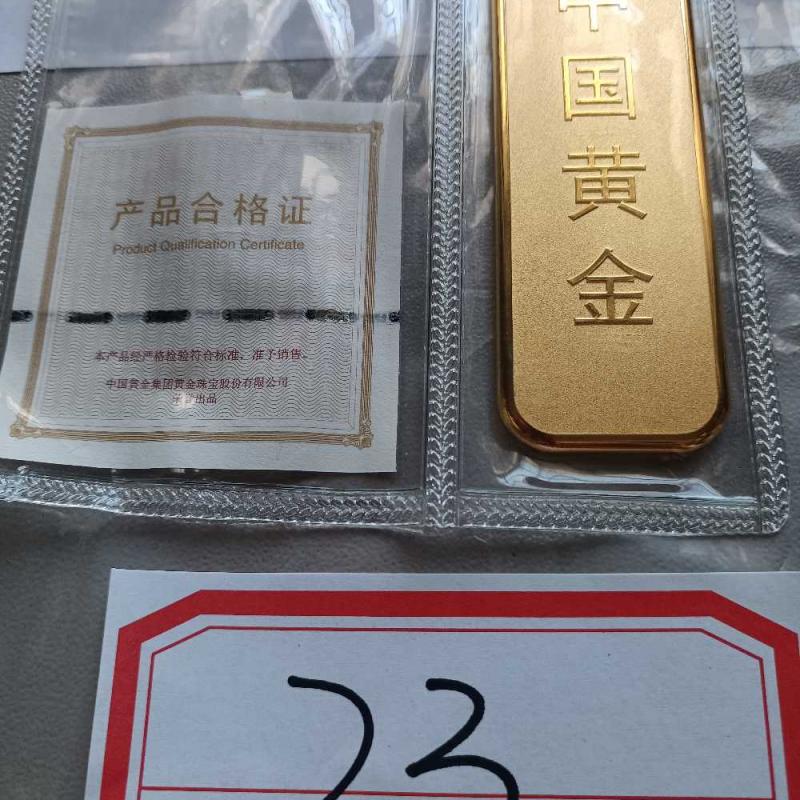 产品合格证
Product Qualification Certificate
本产品经严格检验符合标准,准予销售。
中国黄金集团黄金珠宝股份有限公司
荣誉出品
中国黄金
23